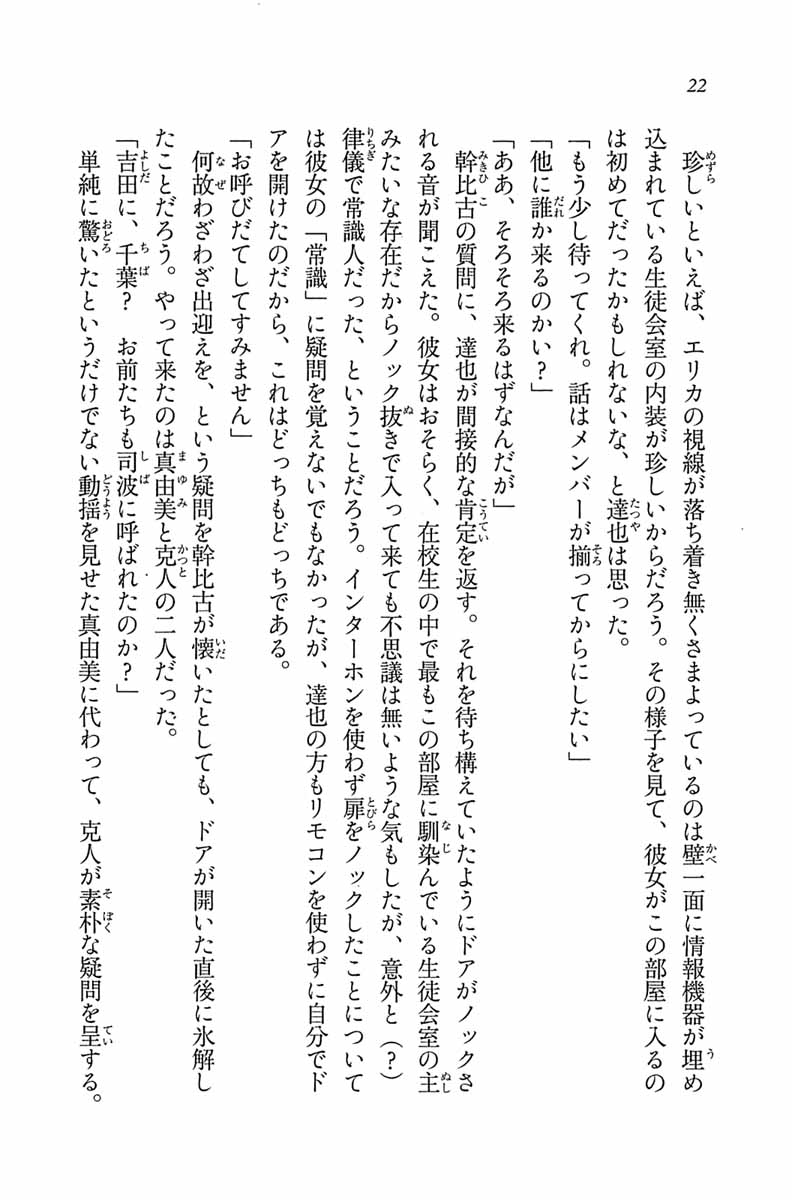 22
珍しいといえば、エリカの視線が落ち着き無くさまよっているのは壁一面に情報機器が埋め
込まれている生徒会室の内装が珍しいからだろう。その様子を見て、彼女がこの部屋に入るの
は初めてだったかもしれないな、と達也は思った。
「もう少し待ってくれ。話はメンバーが揃ってからにしたい」
「他に誰か来るのかい？」
「ああ、そろそろ来るはずなんだが」
幹比古の質問に、達也が間接的な肯定を返す。それを待ち構えていたようにドアがノックさ
れる音が聞こえた。彼女はおそらく、在校生の中で最もこの部屋に馴染んでいる生徒会室の主
みたいな存在だからノック抜きで入って来ても不思議は無いような気もしたが、意外と（？）
律儀で常識人だった、ということだろう。インターホンを使わず扉をノックしたことについて
は彼女の「常識」に疑問を覚えないでもなかったが、達也の方もリモコンを使わずに自分でド
アを開けたのだから、これはどっちもどっちである。
「お呼びだてしてすみません」
何故わざわざ出迎えを、という疑問を幹比古が懐いたとしても、ドアが開いた直後に氷解し
たことだろう。やって来たのは真由美と克人の二人だった。
「吉田に、千葉？　お前たちも司波に呼ばれたのか？」
単純に驚いたというだけでない動揺を見せた真由美に代わって、克人が素朴な疑問を呈する。